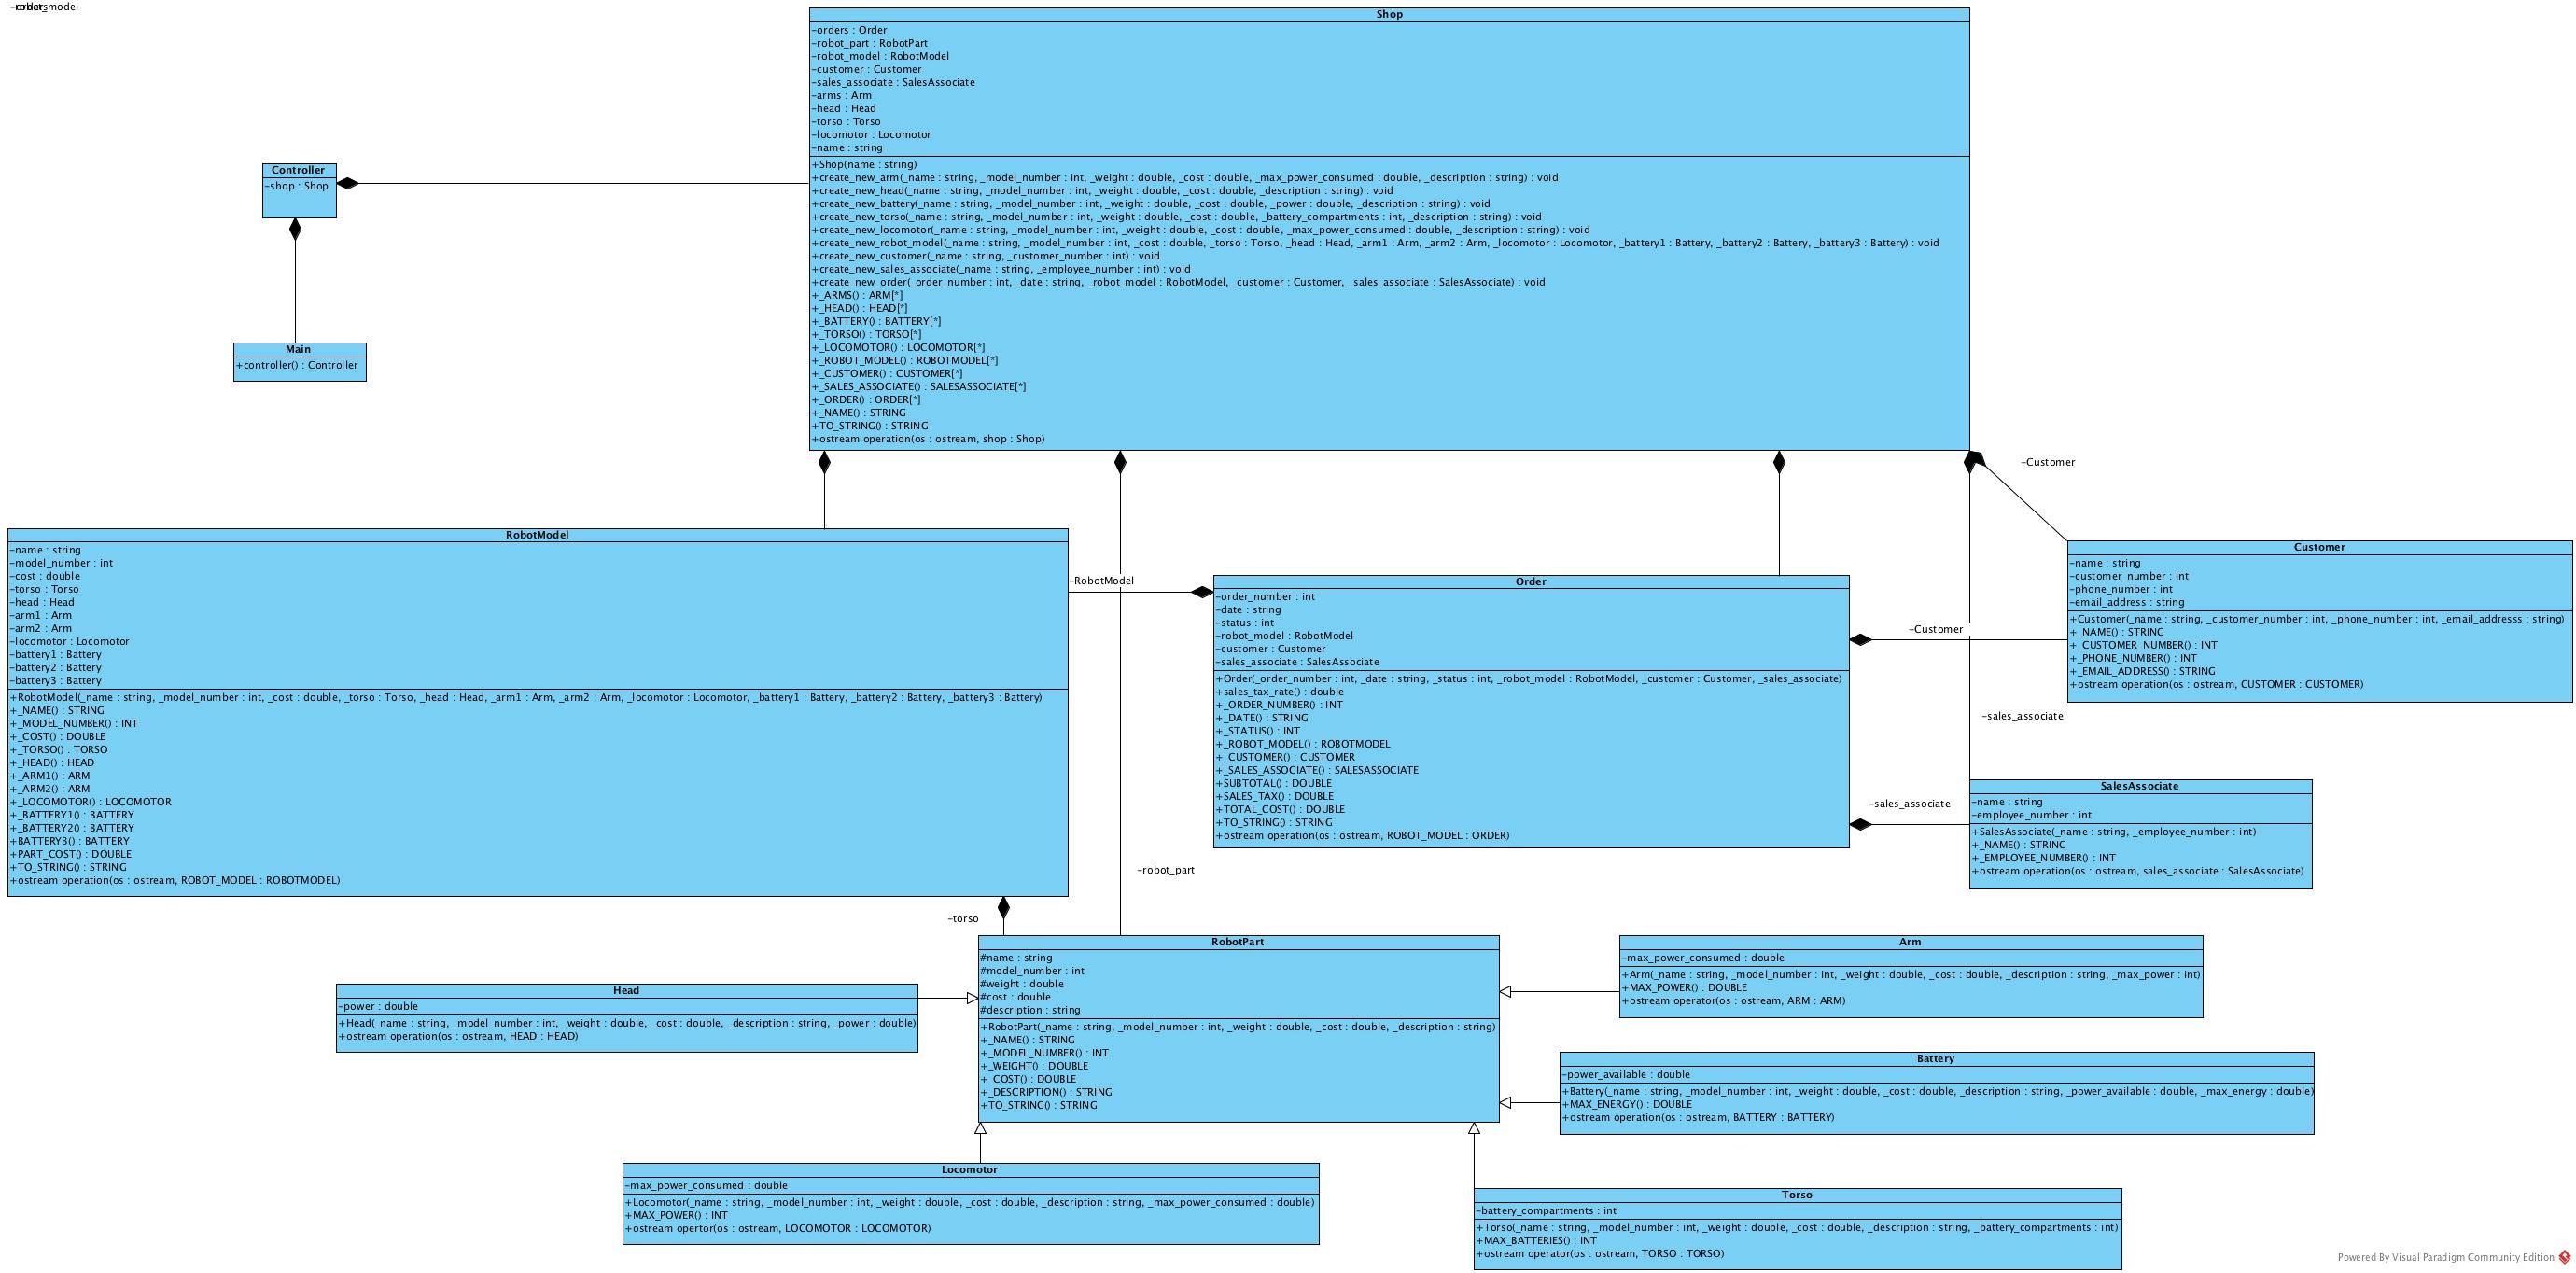 -robot_model
Shop
-orders : Order
-robot_part : RobotPart
-robot_model : RobotModel
-customer : Customer
-sales_associate : SalesAssociate
-arms : Arm
-head : Head
-torso : Torso
-locomotor : Locomotor
-name : string
+Shop(name : string)
+create_new_arm(_name : string, _model_number : int, _weight : double, _cost : double, _max_power_consumed : double, _description : string) : void
+create_new_head(_name : string, _model_number : int, _weight : double, _cost : double, _description : string) : void
+create_new_battery(_name : string, _model_number : int, _weight : double, _cost : double, _power : double, _description : string) : void
+create_new_torso(_name : string, _model_number : int, _weight : double, _cost : double, _battery_compartments : int, _description : string) : void
+create_new_locomotor(_name : string, _model_number : int, _weight : double, _cost : double, _max_power_consumed : double, _description : string) : void
+create_new_robot_model(_name : string, _model_number : int, _cost : double, _torso : Torso, _head : Head, _arm1 : Arm, _arm2 : Arm, _locomotor : Locomotor, _battery1 : Battery, _battery2 : Battery, _battery3 : Battery) : void
+create_new_customer(_name : string, _customer_number : int) : void
+create_new_sales_associate(_name : string, _employee_number : int) : void
+create_new_order(_order_number : int, _date : string, _robot_model : RobotModel, _customer : Customer, _sales_associate : SalesAssociate) : void
+_ARMS() : ARM[*]
+_HEAD() : HEAD[*]
+_BATTERY() : BATTERY[*]
+_TORSO() : TORSO[*]
+_LOCOMOTOR() : LOCOMOTOR[*]
+_ROBOT_MODEL() : ROBOTMODEL[*]
+_CUSTOMER() : CUSTOMER[*]
+_SALES_ASSOCIATE() : SALESASSOCIATE[*]
+_ORDER() : ORDER[*]
+_NAME() : STRING
+TO_STRING() : STRING
+ostream operation(os : ostream, shop : Shop)
Controller
-shop : Shop
Main
+controller() : Controller
-Customer
RobotModel
-name : string
-model_number : int
-cost : double
-torso : Torso
-head : Head
-arm1 : Arm
-arm2 : Arm
-locomotor : Locomotor
-battery1 : Battery
-battery2 : Battery
-battery3 : Battery
+RobotModel(_name : string, _model_number : int, _cost : double, _torso : Torso, _head : Head, _arm1 : Arm, _arm2 : Arm, _locomotor : Locomotor, _battery1 : Battery, _battery2 : Battery, _battery3 : Battery)
+_NAME() : STRING
+_MODEL_NUMBER() : INT
+_COST() : DOUBLE
+_TORSO() : TORSO
+_HEAD() : HEAD
+_ARM1() : ARM
+_ARM2() : ARM
+_LOCOMOTOR() : LOCOMOTOR
+_BATTERY1() : BATTERY
+_BATTERY2() : BATTERY
+BATTERY3() : BATTERY
+PART_COST() : DOUBLE
+TO_STRING() : STRING
+ostream operation(os : ostream, ROBOT_MODEL : ROBOTMODEL)
-RobotModel
Order
-order_number : int
-date : string
-status : int
-robot_model : RobotModel
-customer : Customer
-sales_associate : SalesAssociate
+Order(_order_number : int, _date : string, _status : int, _robot_model : RobotModel, _customer : Customer, _sales_associate)
+sales_tax_rate() : double
+_ORDER_NUMBER() : INT
+_DATE() : STRING
+_STATUS() : INT
+_ROBOT_MODEL() : ROBOTMODEL
+_CUSTOMER() : CUSTOMER
+_SALES_ASSOCIATE() : SALESASSOCIATE
+SUBTOTAL() : DOUBLE
+SALES_TAX() : DOUBLE
+TOTAL_COST() : DOUBLE
+TO_STRING() : STRING
+ostream operation(os : ostream, ROBOT_MODEL : ORDER)
-Customer
Customer
-name : string
-customer_number : int
-phone_number : int
-email_address : string
+Customer(_name : string, _customer_number : int, _phone_number : int, _email_addresss : string)
+_NAME() : STRING
+_CUSTOMER_NUMBER() : INT
+_PHONE_NUMBER() : INT
+_EMAIL_ADDRESS() : STRING
+ostream operation(os : ostream, CUSTOMER : CUSTOMER)
-sales_associate
-sales_associate
SalesAssociate
-name : string
-employee_number : int
+SalesAssociate(_name : string, _employee_number : int)
+_NAME() : STRING
+_EMPLOYEE_NUMBER() : INT
+ostream operation(os : ostream, sales_associate : SalesAssociate)
-robot_part
-torso
RobotPart
#name : string
#model_number : int
#weight : double
#cost : double
#description : string
+RobotPart(_name : string, _model_number : int, _weight : double, _cost : double, _description : string)
+_NAME() : STRING
+_MODEL_NUMBER() : INT
+_WEIGHT() : DOUBLE
+_COST() : DOUBLE
+_DESCRIPTION() : STRING
+TO_STRING() : STRING
Head
-power : double
+Head(_name : string, _model_number : int, _weight : double, _cost : double, _description : string, _power : double)
+ostream operation(os : ostream, HEAD : HEAD)
Arm
-max_power_consumed : double
+Arm(_name : string, _model_number : int, _weight : double, _cost : double, _description : string, _max_power : int)
+MAX_POWER() : DOUBLE
+ostream operator(os : ostream, ARM : ARM)
Battery
-power_available : double
+Battery(_name : string, _model_number : int, _weight : double, _cost : double, _description : string, _power_available : double, _max_energy : double)
+MAX_ENERGY() : DOUBLE
+ostream operation(os : ostream, BATTERY : BATTERY)
Locomotor
-max_power_consumed : double
+Locomotor(_name : string, _model_number : int, _weight : double, _cost : double, _description : string, _max_power_consumed : double)
+MAX_POWER() : INT
+ostream opertor(os : ostream, LOCOMOTOR : LOCOMOTOR)
Torso
-battery_compartments : int
+Torso(_name : string, _model_number : int, _weight : double, _cost : double, _description : string, _battery_compartments : int)
+MAX_BATTERIES() : INT
+ostream operator(os : ostream, TORSO : TORSO)
Powered By Visual Paradigm Community Edition